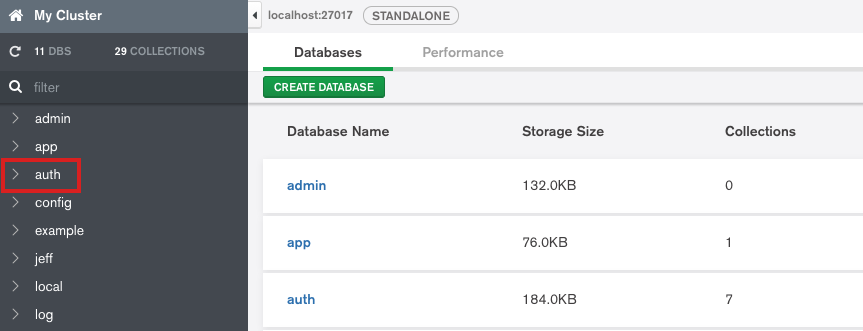 My Cluster
11 DBS 29 COLLECTIONS
filter
admin
app
auth
config
example
jeff
local
log
localhost:27017 STANDALONE
Databases Performance
CREATE DATABASE
Database Name Storage Size Collections
admin 132.0KB 0
app 76.0KB 1
auth 184.0KB 7